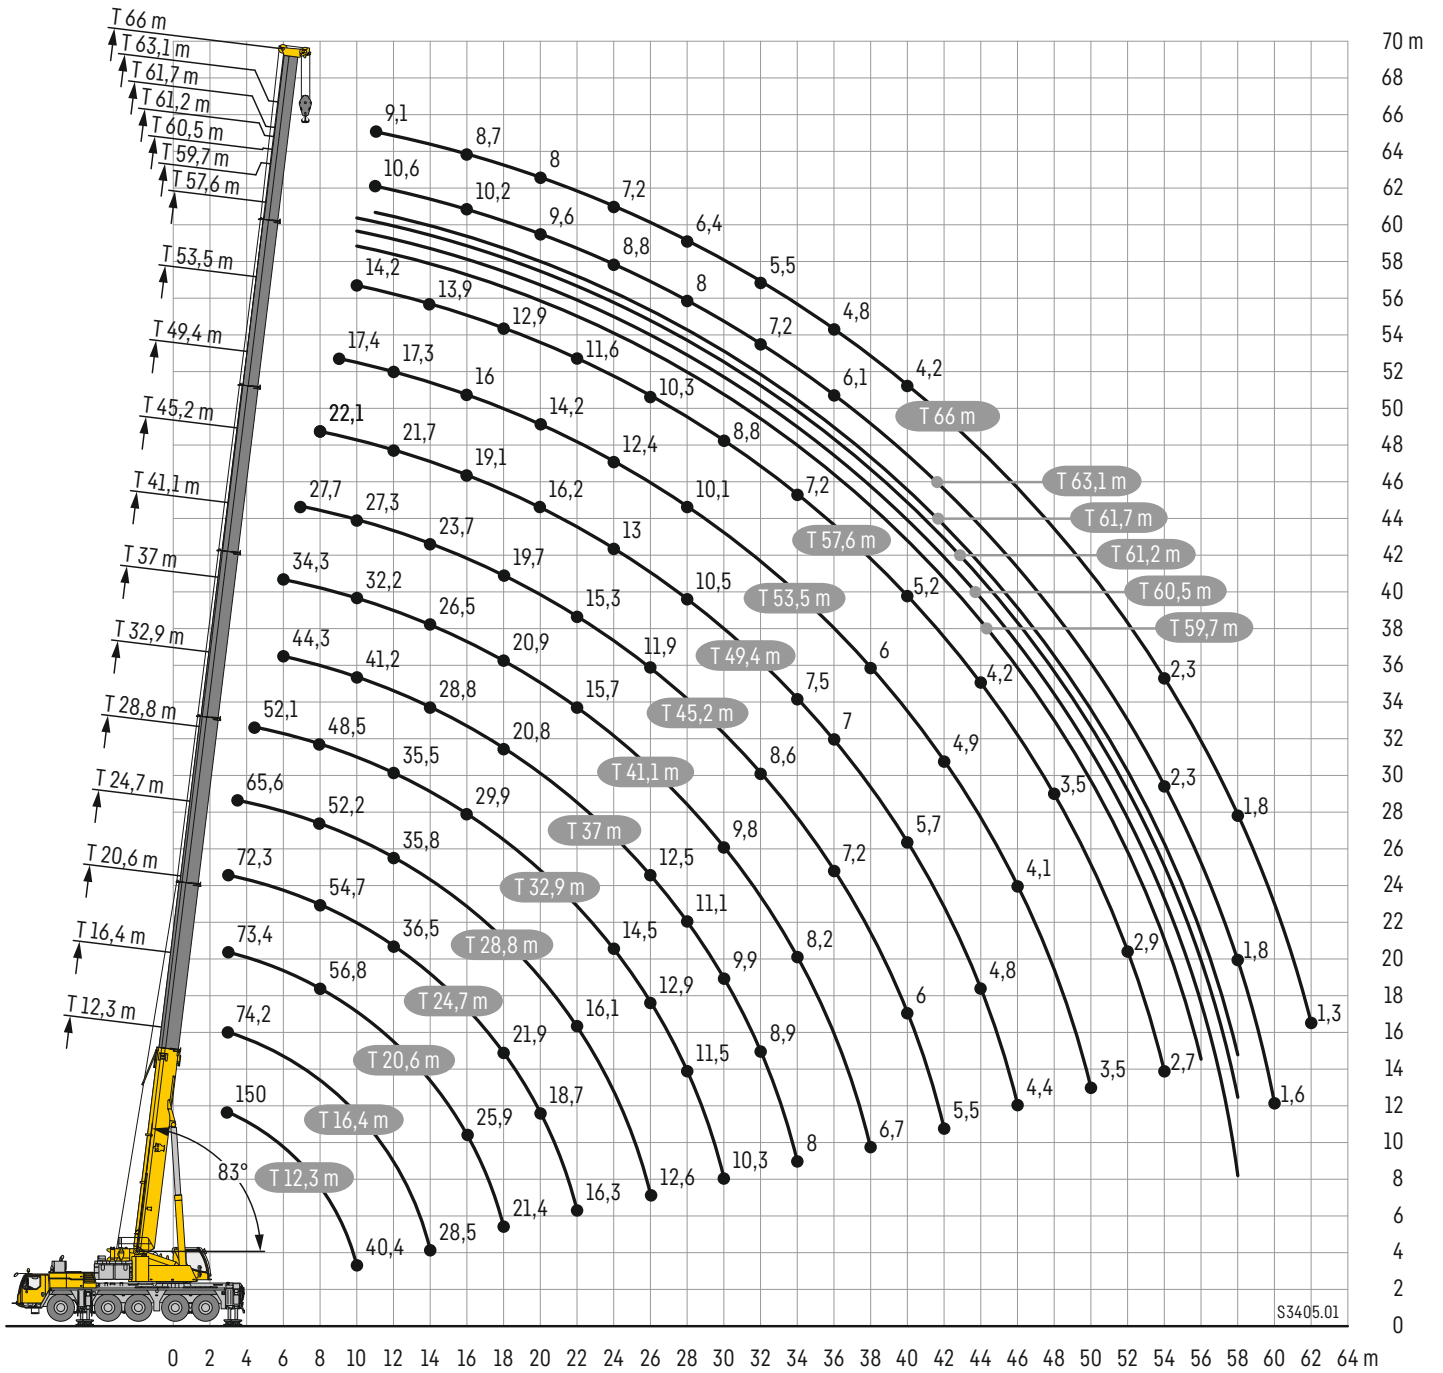 T 66 m
T 63,1 m
T 61,7 m
T 61,2 m
T 60,5 m
T 59,7 m
T 57,6 m
T 53,5 m
T 49,4 m
T 45,2 m
T 41,1 m
T 37 m
T 32,9 m
T 28,8 m
T 24,7 m
T 20,6 m
T 16,4 m
T 12,3 m
83°
9,1 8,7 8 7,2 6,4 5,5 4,8 4,2 2,3 1,8 1,3
T 66 m
10,6 10,2 9,6 8,8 8 7,2 6,1 2,3 1,8 1,6
T 63,1 m
T 61,7 m
T 61,2 m
T 60,5 m
T 59,7 m
14,2 13,9 12,9 11,6 10,3 8,8 7,2 5,2 4,2 3,5 2,9 2,7
T 57,6 m
17,4 17,3 16 14,2 12,4 10,1 6 4,9 4,1 3,5
T 53,5 m
22,1 21,7 19,1 16,2 13 10,5 7,5 7 5,7 4,8 4,4
T 49,4 m
27,7 27,3 23,7 19,7 15,3 11,9 8,6 7,2 6 5,5
T 45,2 m
34,3 32,2 26,5 20,9 15,7 9,8 8,2 6,7
T 41,1 m
44,3 41,2 28,8 20,8 12,5 11,1 9,9 8,9 8
T 37 m
52,1 48,5 35,5 29,9 14,5 12,9 11,5 10,3
T 32,9 m
65,6 52,2 35,8 16,1 12,6
T 28,8 m
72,3 54,7 36,5 21,9 18,7 16,3
T 24,7 m
73,4 56,8 25,9 21,4
T 20,6 m
74,2 28,5
T 16,4 m
150 40,4
T 12,3 m
70 m
68
66
64
62
60
58
56
54
52
50
48
46
44
42
40
38
36
34
32
30
28
26
24
22
20
18
16
14
12
10
8
6
4
2
0
S3405.01
0 2 4 6 8 10 12 14 16 18 20 22 24 26 28 30 32 34 36 38 40 42 44 46 48 50 52 54 56 58 60 62 64 m